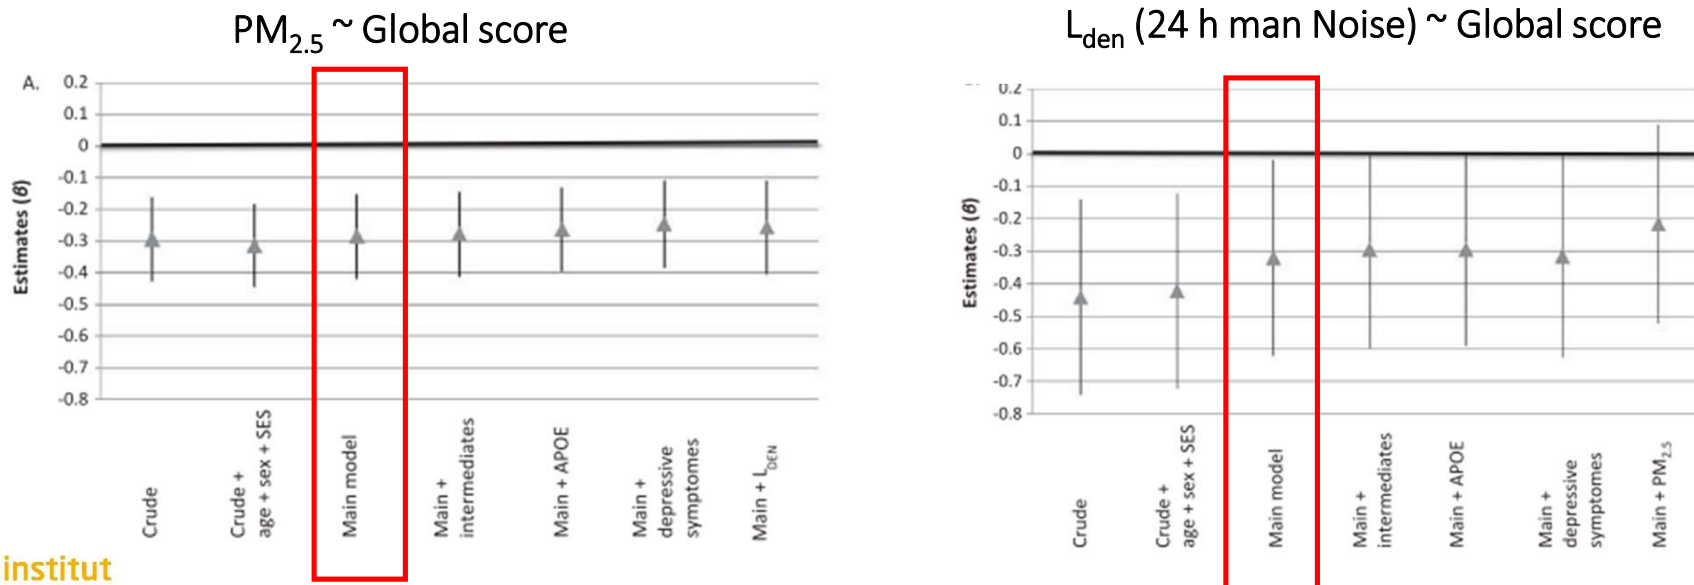 PM2.5 ~ Global score
A.
0.2
0.1
0
-0.1
-0.2
-0.3
-0.4
-0.5
-0.6
-0.7
-0.8
Estimates (β)
Crude
Crude +
age + sex + SES
Main model
Main +
intermediates
Main + APOE
Main +
depressive
symptomes
Main + LDEN
Lden (24 h man Noise) ~ Global score
0.2
0.1
0
-0.1
-0.2
-0.3
-0.4
-0.5
-0.6
-0.7
-0.8
Estimates (β)
Crude
Crude +
age + sex + SES
Main model
Main +
intermediates
Main + APOE
Main +
depressive
symptomes
Main + PM2.5
institut